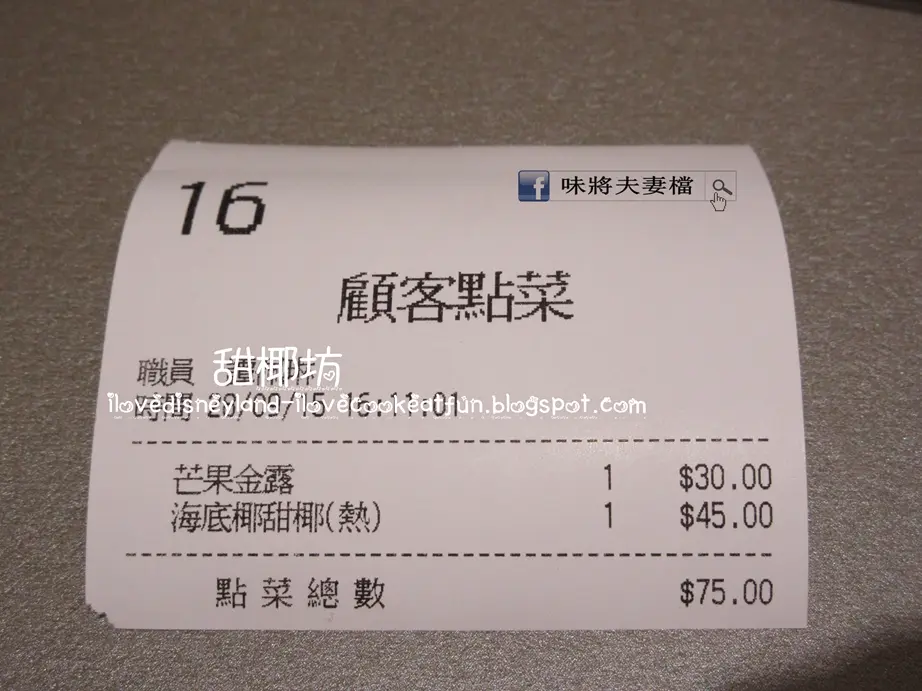 16
味將夫妻檔
顧客點菜
職員
甜椰坊
時間
ilovedisneyland-ilovecookeatfun.blogspot.com
芒果金露 1 $30.00
海底椰甜椰(熱) 1 $45.00
點菜總數 $75.00